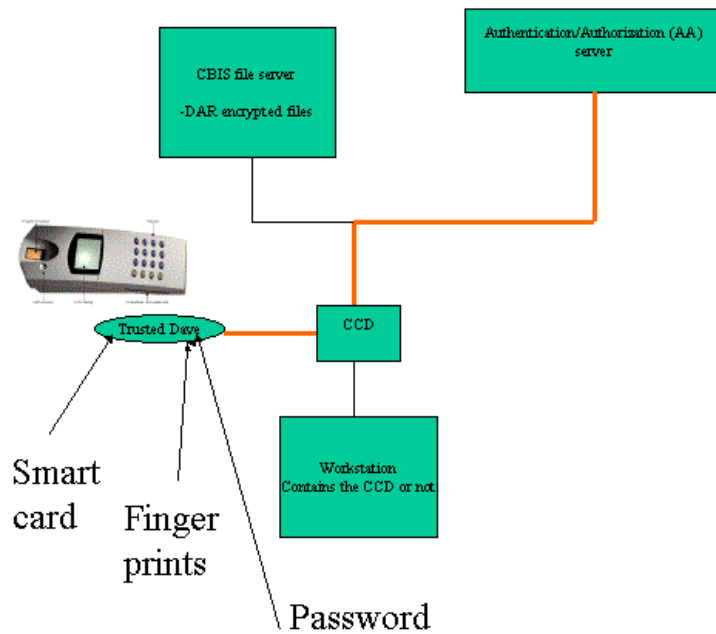 Authentication/Authorization (AA)
server
CBIS file server
-DAR encrypted files
Trusted Dave
CCD
Workstation
Contains the CCD or not
Smart
card
Finger
prints
Password